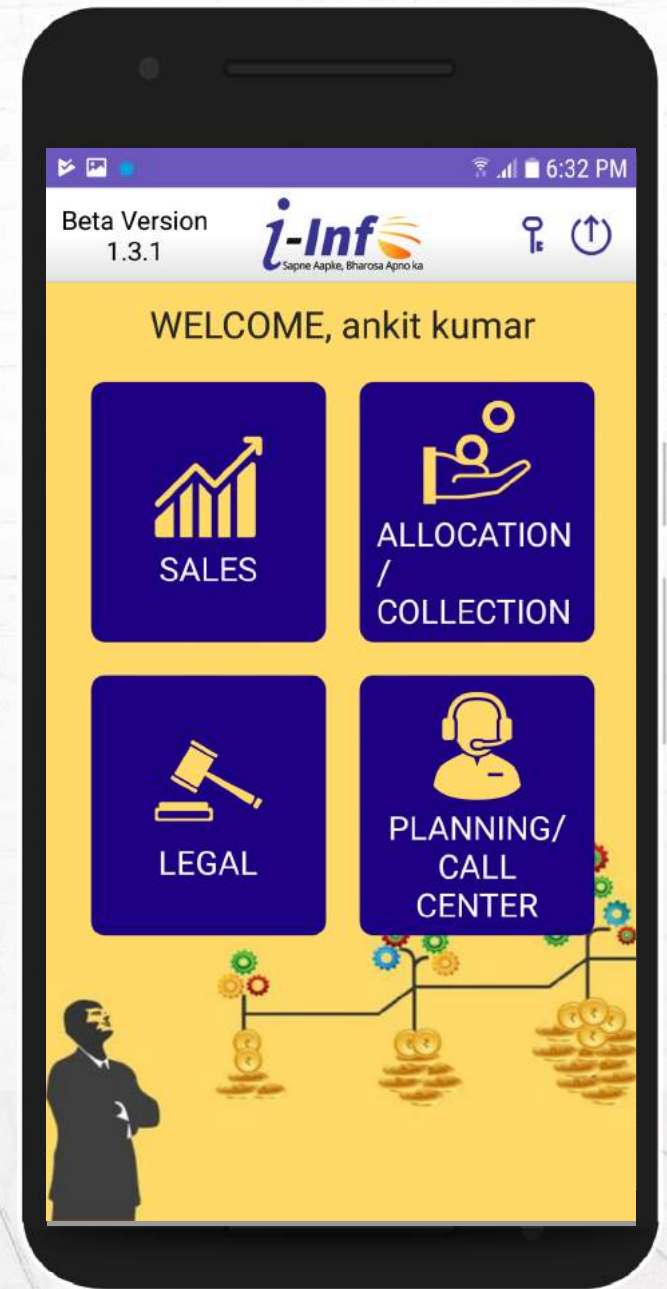 6:32 PM
Beta Version
1.3.1
i-Inf
Sapne Aapke, Bharosa Apno ka
WELCOME, ankit kumar
SALES
ALLOCATION
/
COLLECTION
LEGAL
PLANNING/
CALL
CENTER